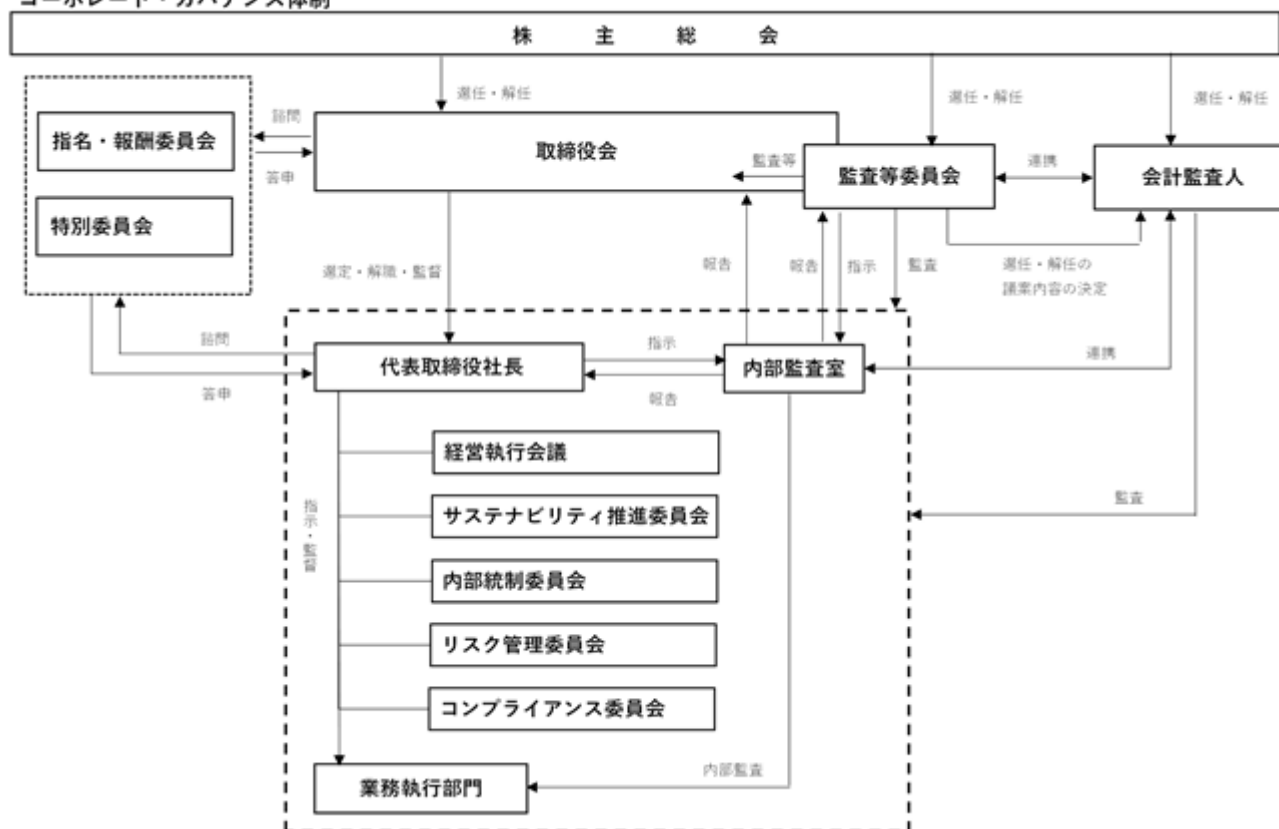 コーポレート・ガバナンス体制
株主総会
選任・解任
選任・解任
選任・解任
諮問
指名・報酬委員会
取締役会
監査等
監査等委員会
連携
会計監査人
答申
特別委員会
選定・解職・監督
報告
報告
指示
監査
選任・解任の
議案内容の決定
諮問
代表取締役社長
指示
内部監査室
連携
答申
報告
経営執行会議
指示・監督
サステナビリティ推進委員会
監査
内部統制委員会
リスク管理委員会
コンプライアンス委員会
内部監査
業務執行部門